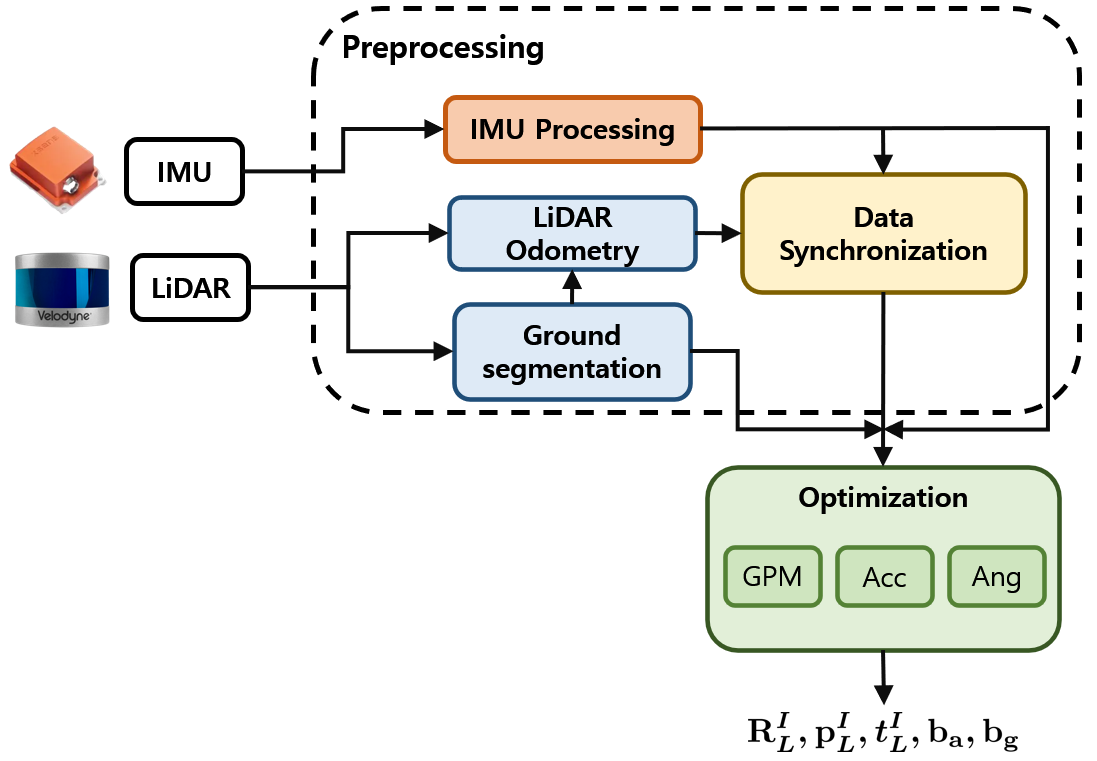 Preprocessing
IMU
IMU Processing
LiDAR
Velodyne
LiDAR
Odometry
Data
Synchronization
Ground
segmentation
Optimization
GPM
Acc
Ang
$\mathbf{R}_L^I, \mathbf{p}_L^I, t_L^I, \mathbf{b_a}, \mathbf{b_g}$